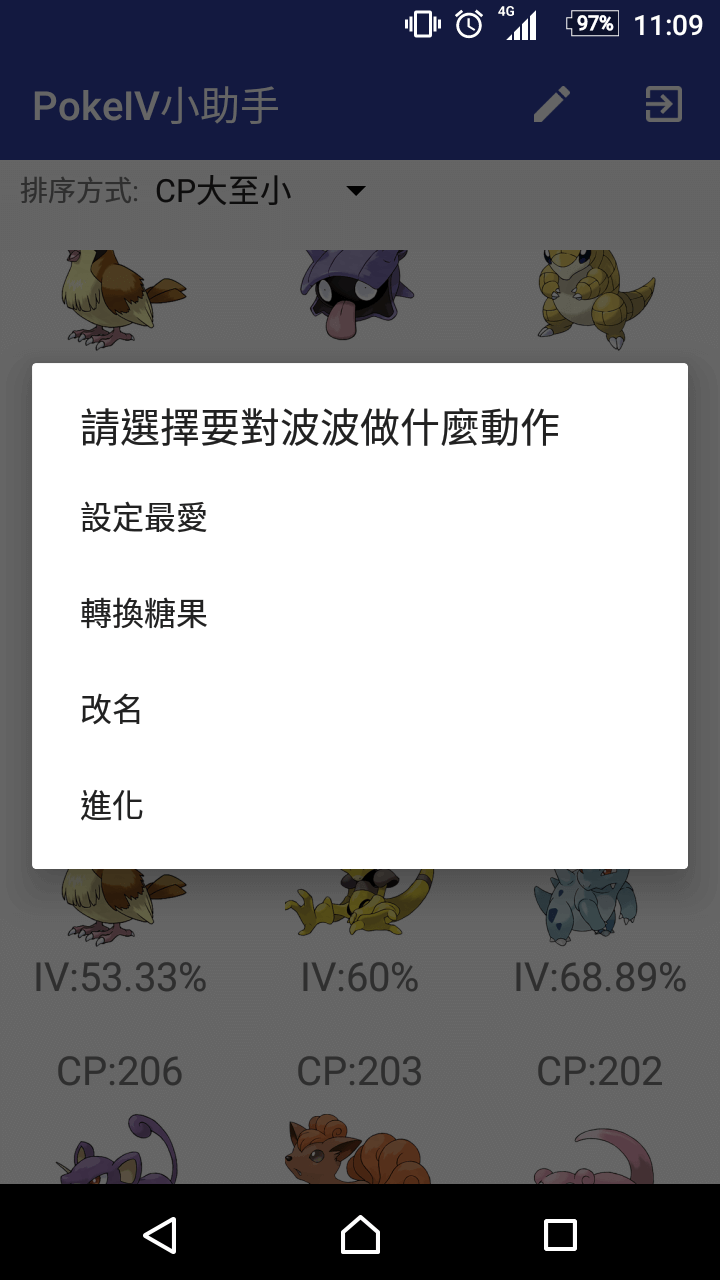 4G 97% 11:09
PokeIV小助手
排序方式: CP大至小
請選擇要對波波做什麼動作
設定最愛
轉換糖果
改名
進化
IV:53.33% IV:60% IV:68.89%
CP:206 CP:203 CP:202